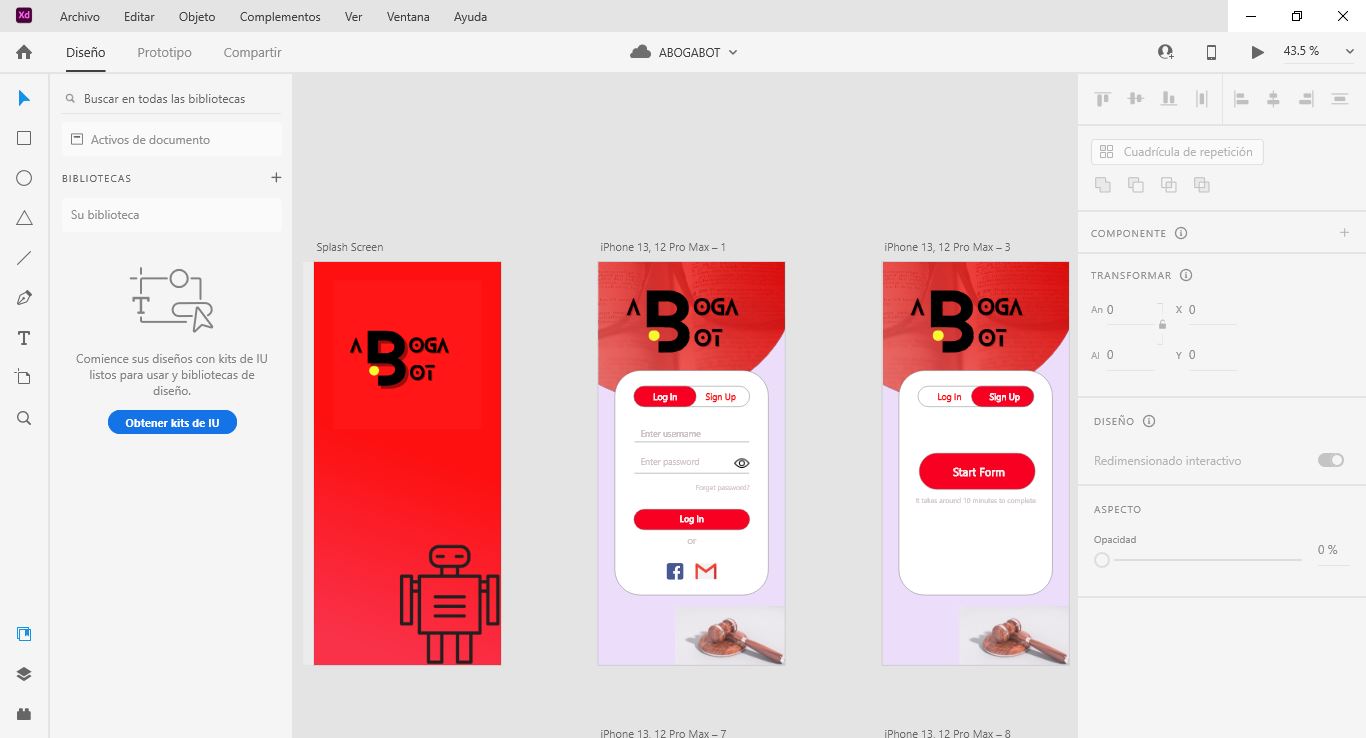 Xd Archivo Editar Objeto Complementos Ver Ventana Ayuda
Diseño Prototipo Compartir ABOGABOT 43.5 %
Buscar en todas las bibliotecas
Activos de documento
BIBLIOTECAS
Su biblioteca
Comience sus diseños con kits de IU
listos para usar y bibliotecas de
diseño.
Obtener kits de IU
Splash Screen
ABOGA
BOT
iPhone 13, 12 Pro Max – 1
ABOGA
BOT
Log In Sign Up
Enter username
Enter password
Forget password?
Log In
or
iPhone 13, 12 Pro Max – 3
ABOGA
BOT
Log In Sign Up
Start Form
It takes around 10 minutes to complete
iPhone 13, 12 Pro Max – 7
iPhone 13, 12 Pro Max – 8
Cuadrícula de repetición
COMPONENTE
TRANSFORMAR
An 0 X 0
Al 0 Y 0
DISEÑO
Redimensionado interactivo
ASPECTO
Opacidad
0 %